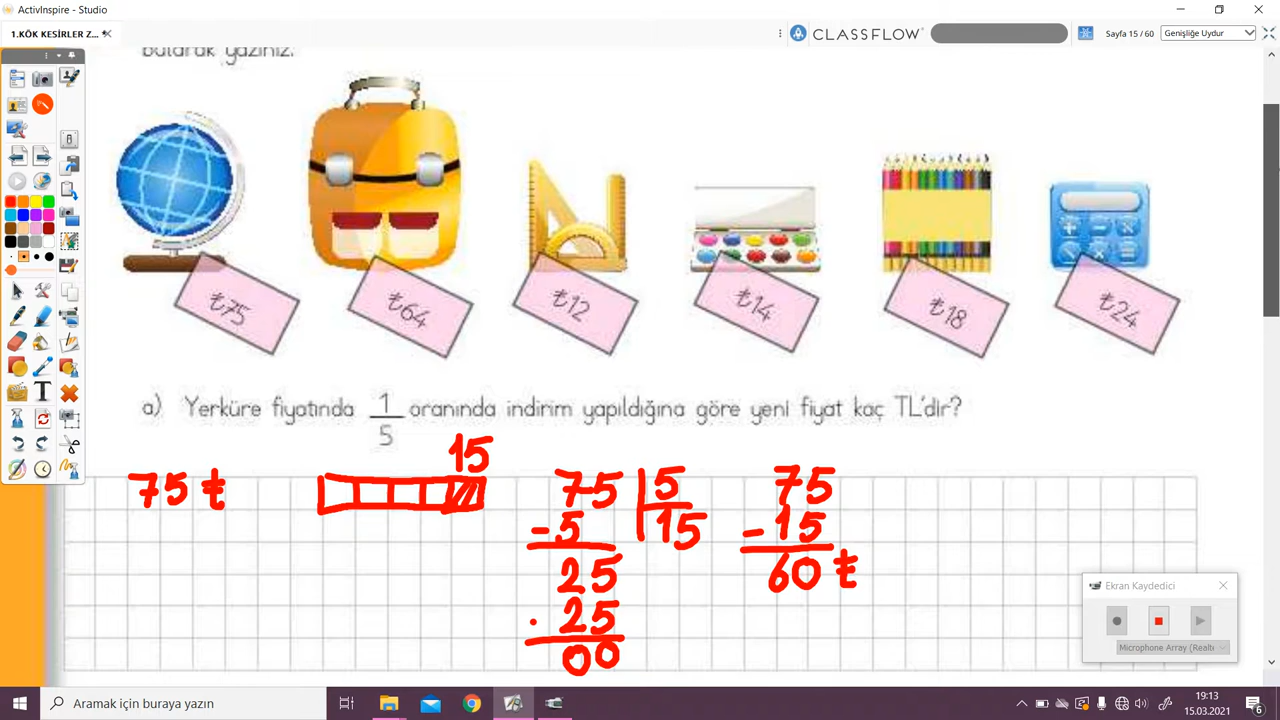 ActivInspire - Studio
1.KÖK KESİRLER Z...
CLASSFLOW
Sayfa 15 / 60
Genişliğe Uydur
bularak yazınız.
₺75
₺64
₺12
₺14
₺18
₺24
a) Yerküre fiyatında 1/5 oranında indirim yapıldığına göre yeni fiyat kaç TL'dir?
15
75 t
75 5
- 5 15
25
. 25
00
75
- 15
60 t
Ekran Kaydedici
Microphone Array (Realt
Aramak için buraya yazın
19:13
15.03.2021
6